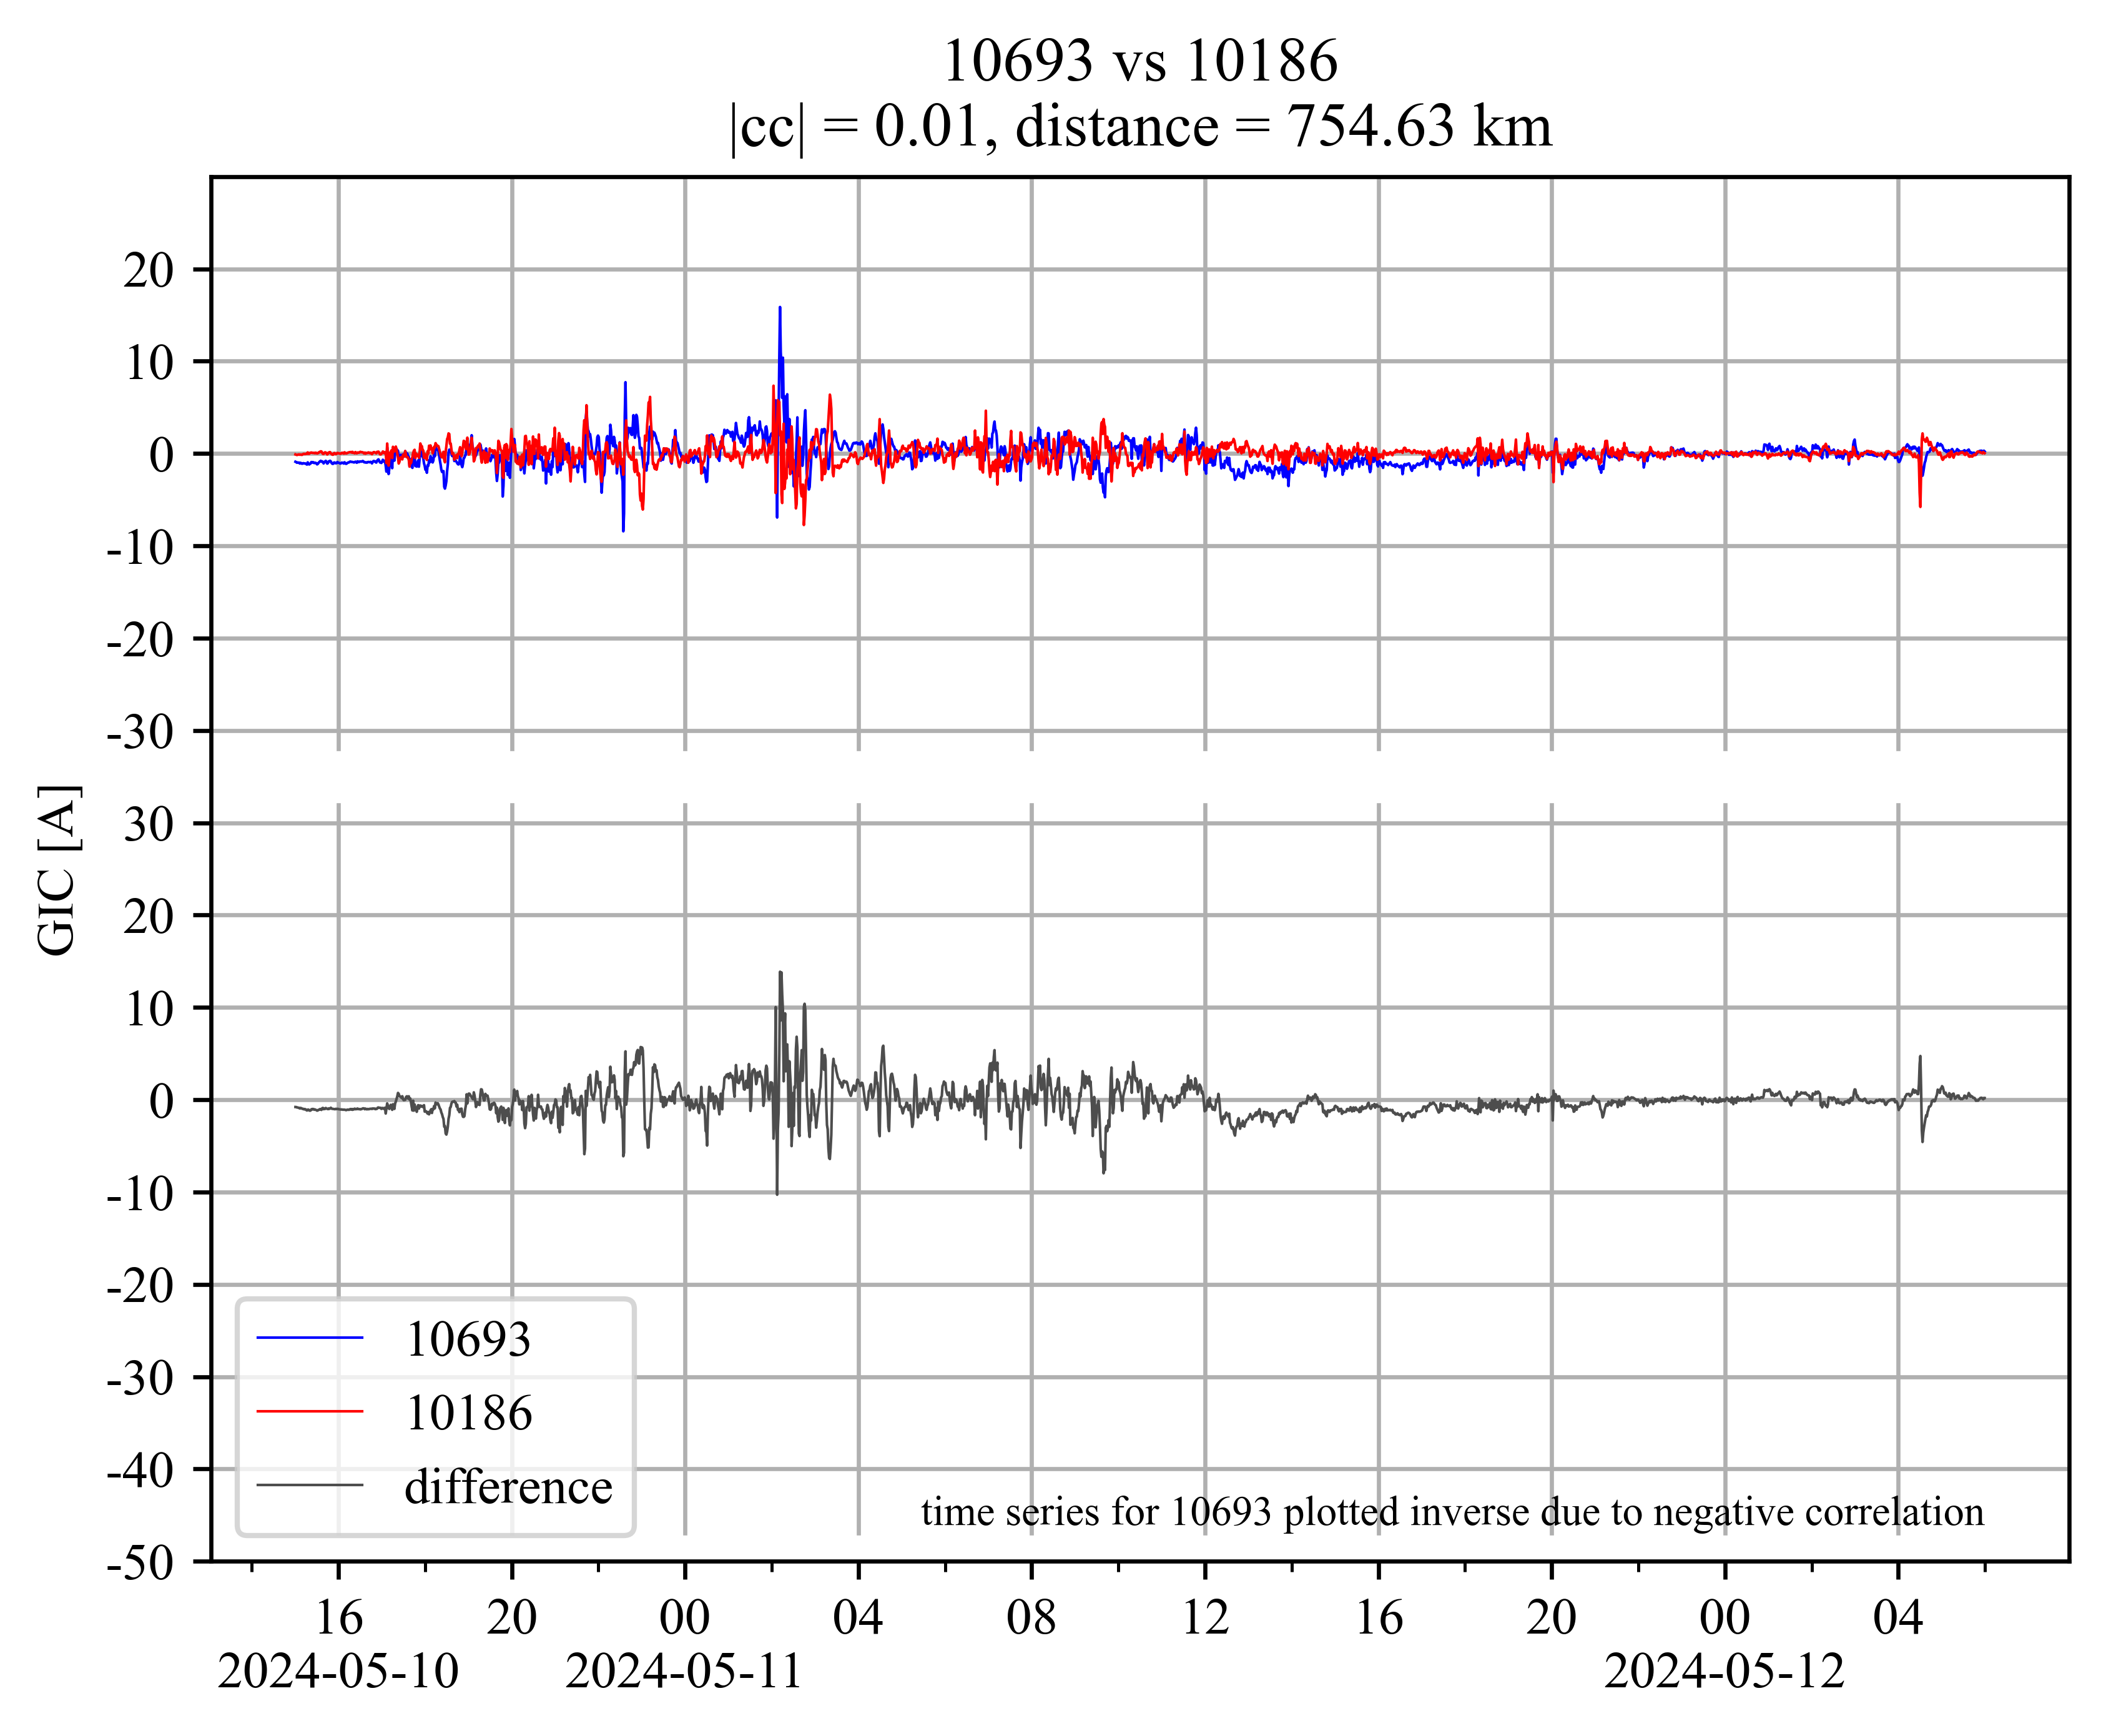 10693 vs 10186
|cc| = 0.01, distance = 754.63 km
GIC [A]
20
10
0
-10
-20
-30
30
20
10
0
-10
-20
-30
-40
-50
10693
10186
difference
time series for 10693 plotted inverse due to negative correlation
16 20 00 04 08 12 16 20 00 04
2024-05-10 2024-05-11 2024-05-12